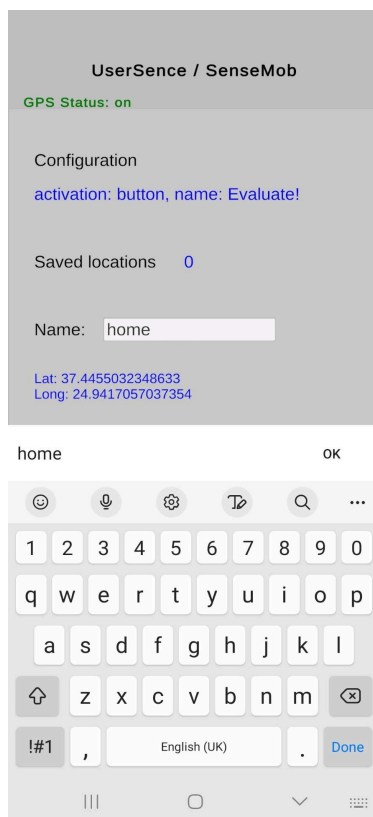 UserSence / SenseMob
GPS Status: on
Configuration
activation: button, name: Evaluate!
Saved locations 0
Name: home
Lat: 37.4455032348633
Long: 24.9417057037354
home OK
1 2 3 4 5 6 7 8 9 0
q w e r t y u i o p
a s d f g h j k l
z x c v b n m
!#1 , English (UK) . Done